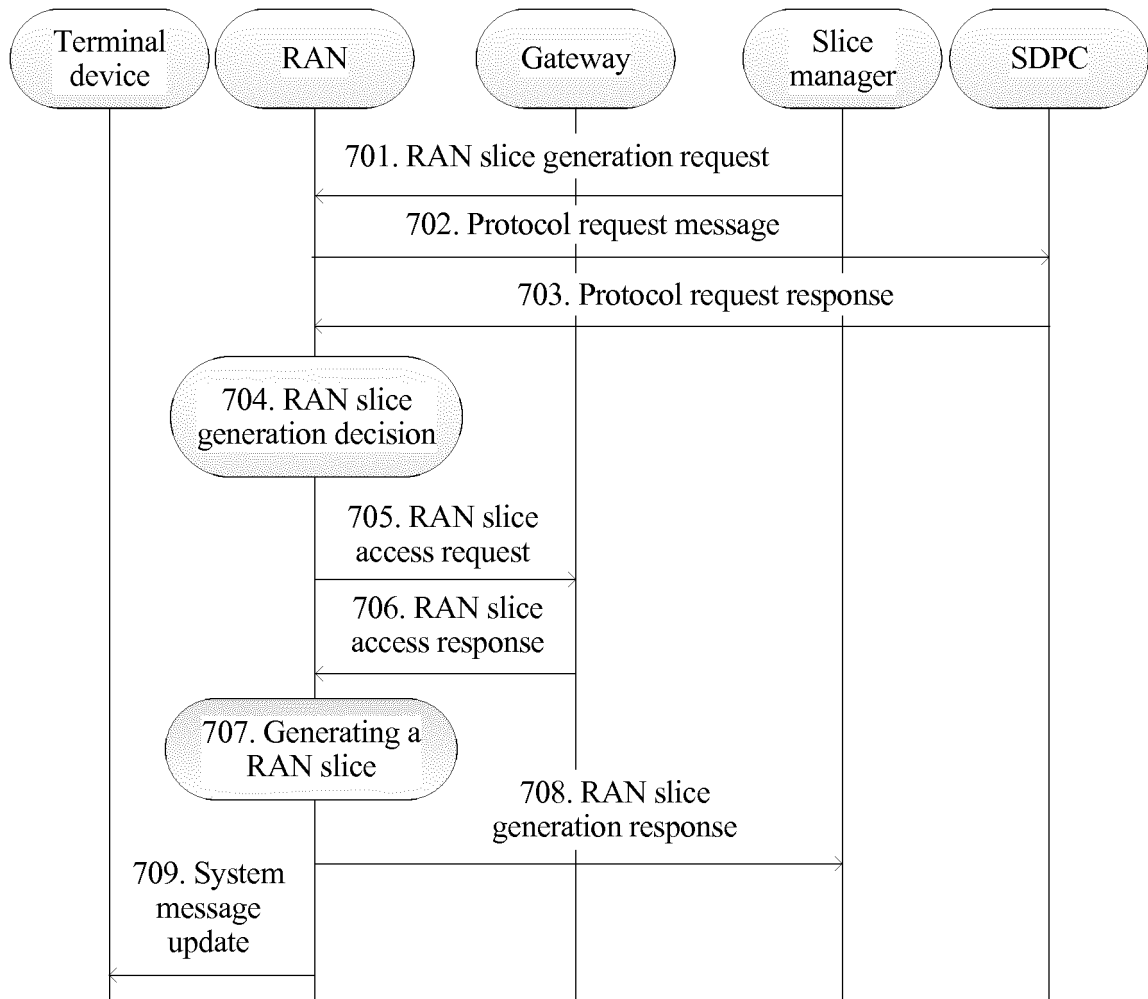 Terminal
device
RAN
Gateway
Slice
manager
SDPC
701. RAN slice generation request
702. Protocol request message
703. Protocol request response
704. RAN slice
generation decision
705. RAN slice
access request
706. RAN slice
access response
707. Generating a
RAN slice
708. RAN slice
generation response
709. System
message
update